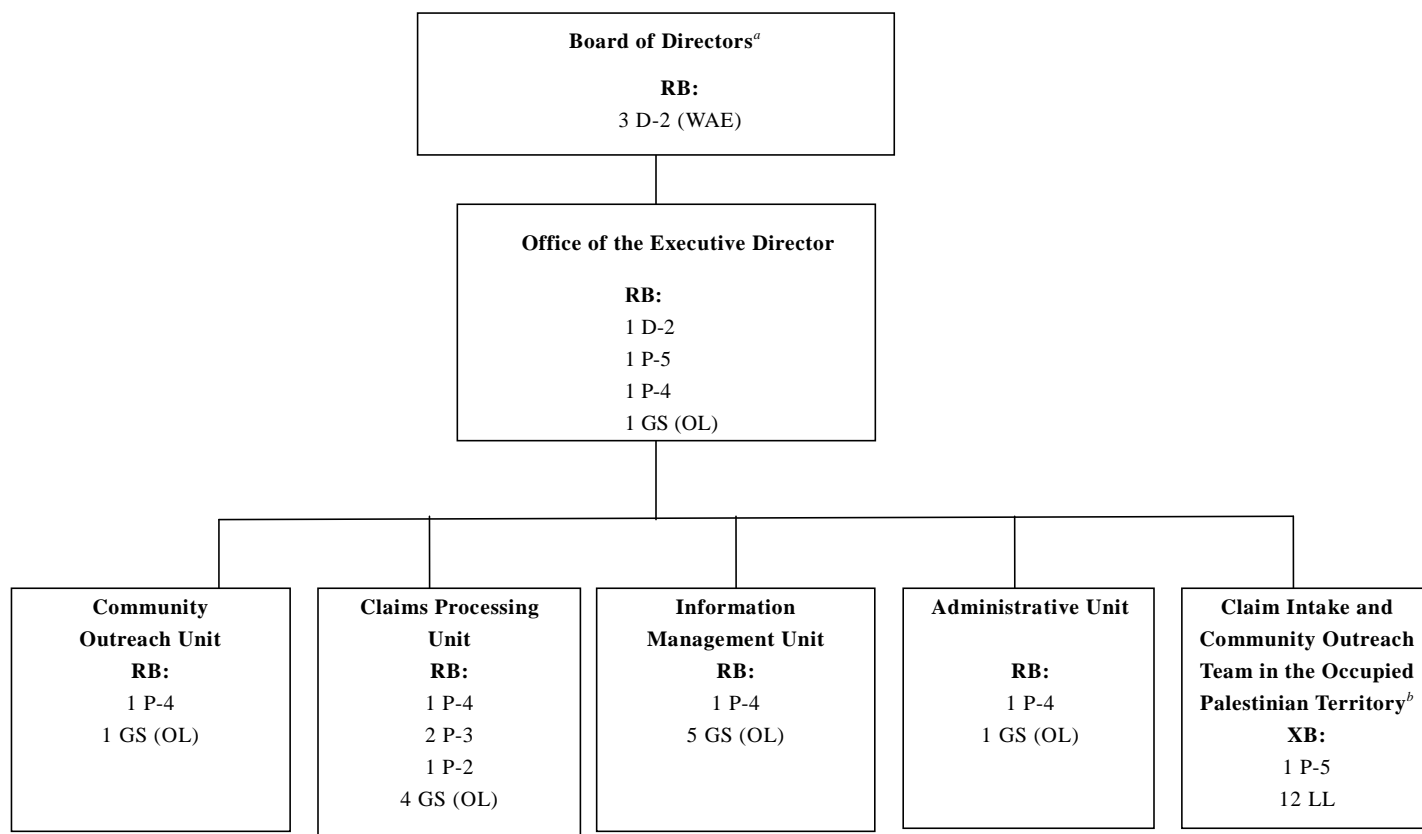 Board of Directorsa
RB:
3 D-2 (WAE)
Office of the Executive Director
RB:
1 D-2
1 P-5
1 P-4
1 GS (OL)
Community
Outreach Unit
RB:
1 P-4
1 GS (OL)
Claims Processing
Unit
RB:
1 P-4
2 P-3
1 P-2
4 GS (OL)
Information
Management Unit
RB:
1 P-4
5 GS (OL)
Administrative Unit
RB:
1 P-4
1 GS (OL)
Claim Intake and
Community Outreach
Team in the Occupied
Palestinian Territoryb
XB:
1 P-5
12 LL